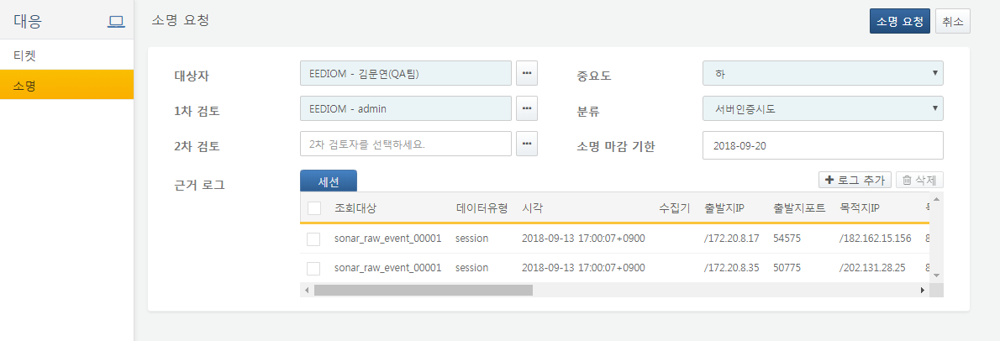 대응
티켓
소명
소명 요청
소명 요청 취소
대상자 EEDIOM - 김문연(QA팀) ••• 중요도 하
1차 검토 EEDIOM - admin ••• 분류 서버인증시도
2차 검토 2차 검토자를 선택하세요. ••• 소명 마감 기한 2018-09-20
근거 로그 세션 + 로그 추가 삭제
조회대상 데이터유형 시각 수집기 출발지IP 출발지포트 목적지IP
sonar_raw_event_00001 session 2018-09-13 17:00:07+0900 /172.20.8.17 54575 /182.162.15.156
sonar_raw_event_00001 session 2018-09-13 17:00:07+0900 /172.20.8.35 50775 /202.131.28.25